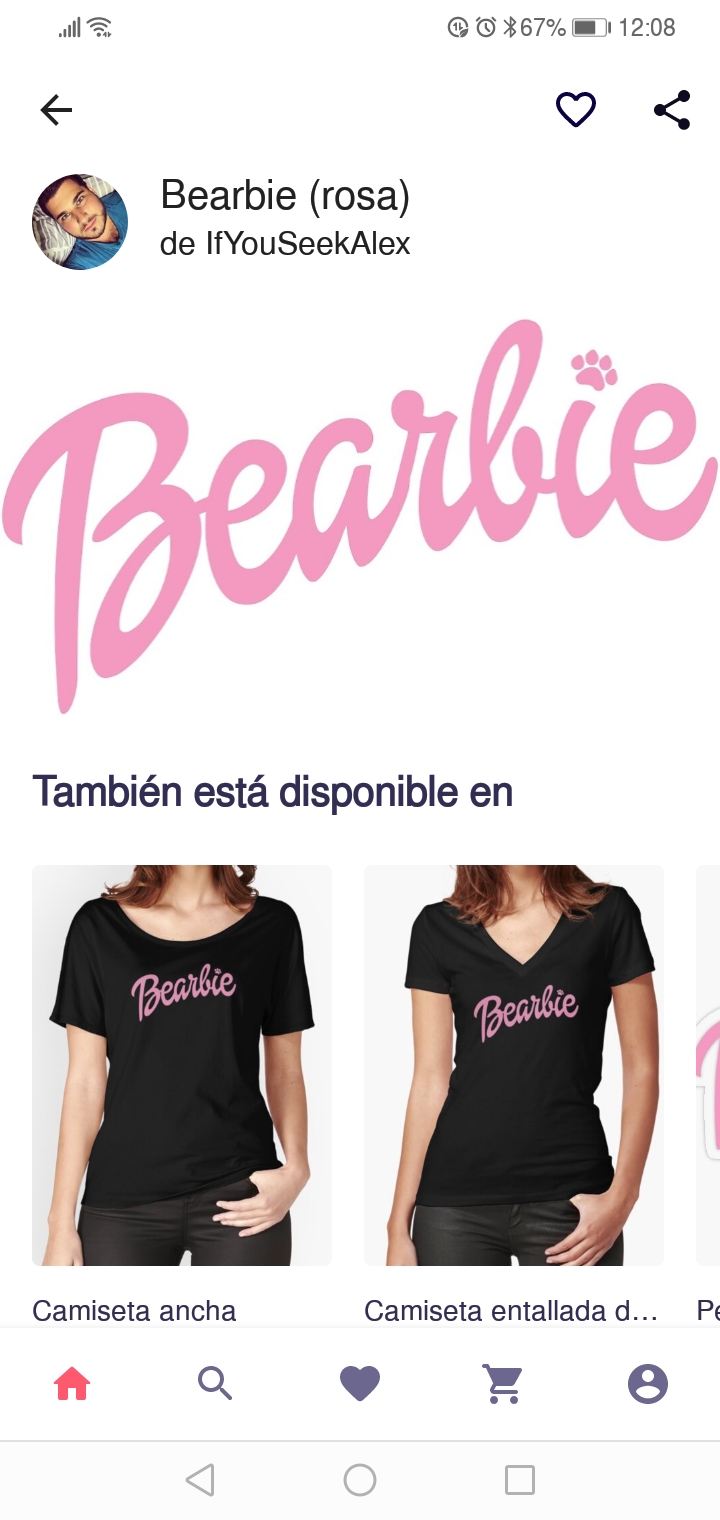 67% 12:08
Bearbie (rosa)
de IfYouSeekAlex
Bearbie
También está disponible en
Bearbie
Bearbie
Camiseta ancha
Camiseta entallada d...
Pe